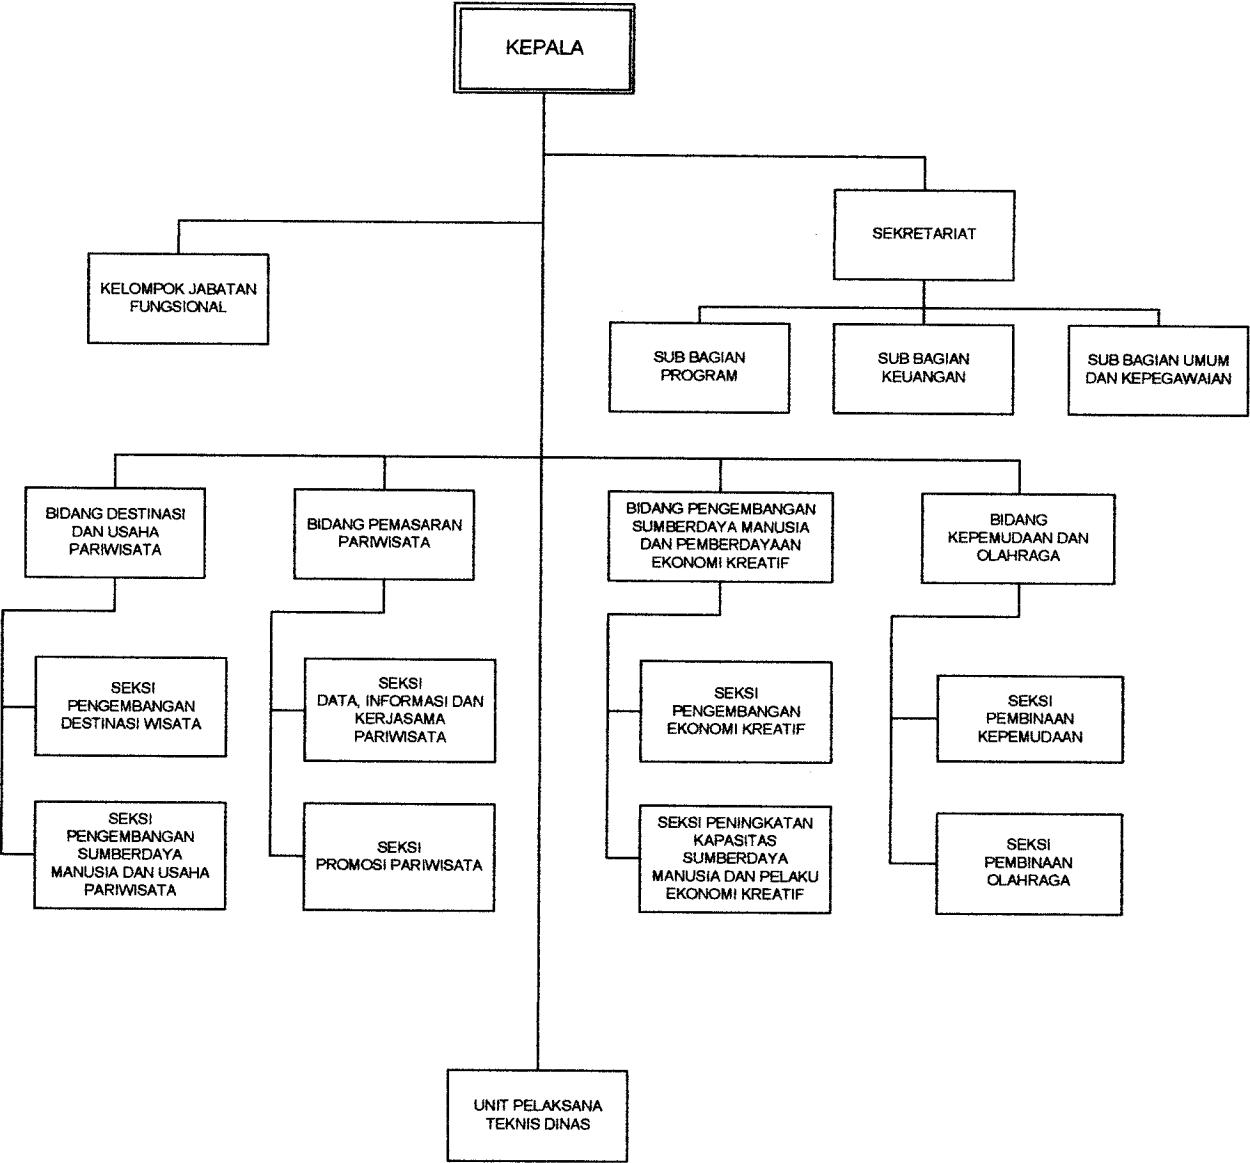 KEPALA
SEKRETARIAT
KELOMPOK JABATAN
FUNGSIONAL
SUB BAGIAN
PROGRAM
SUB BAGIAN
KEUANGAN
SUB BAGIAN UMUM
DAN KEPEGAWAIAN
BIDANG DESTINASI
DAN USAHA
PARIWISATA
BIDANG PEMASARAN
PARIWISATA
BIDANG PENGEMBANGAN
SUMBERDAYA MANUSIA
DAN PEMBERDAYAAN
EKONOMI KREATIF
BIDANG
KEPEMUDAAN DAN
OLAHRAGA
SEKSI
PENGEMBANGAN
DESTINASI WISATA
SEKSI
DATA, INFORMASI DAN
KERJASAMA
PARIWISATA
SEKSI
PENGEMBANGAN
EKONOMI KREATIF
SEKSI
PEMBINAAN
KEPEMUDAAN
SEKSI
PENGEMBANGAN
SUMBERDAYA
MANUSIA DAN USAHA
PARIWISATA
SEKSI
PROMOSI PARIWISATA
SEKSI PENINGKATAN
KAPASITAS
SUMBERDAYA
MANUSIA DAN PELAKU
EKONOMI KREATIF
SEKSI
PEMBINAAN
OLAHRAGA
UNIT PELAKSANA
TEKNIS DINAS